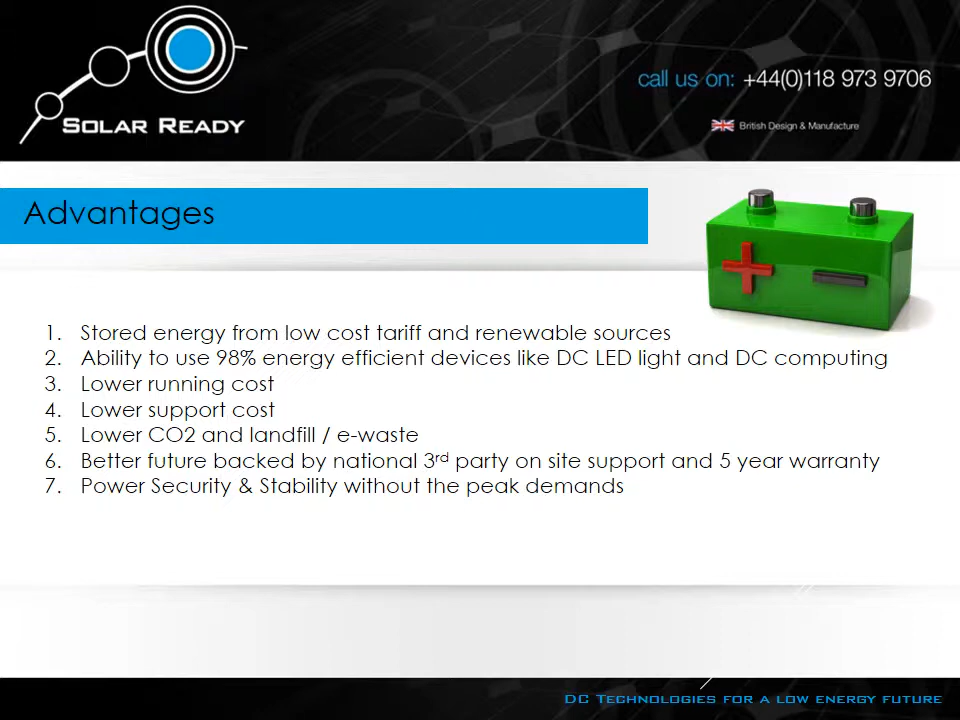 SOLAR READY
call us on: +44(0)118 973 9706
British Design & Manufacture
Advantages
1. Stored energy from low cost tariff and renewable sources
2. Ability to use 98% energy efficient devices like DC LED light and DC computing
3. Lower running cost
4. Lower support cost
5. Lower CO2 and landfill / e-waste
6. Better future backed by national 3rd party on site support and 5 year warranty
7. Power Security & Stability without the peak demands
DC TECHNOLOGIES FOR A LOW ENERGY FUTURE